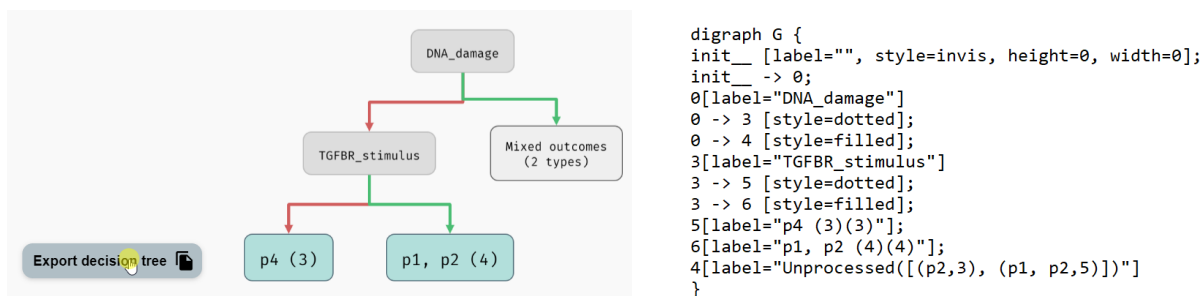 DNA_damage
TGFBR_stimulus
Mixed outcomes
(2 types)
Export decision tree
p4 (3)
p1, p2 (4)
digraph G {
init__ [label="", style=invis, height=0, width=0];
init__ -> 0;
0[label="DNA_damage"]
0 -> 3 [style=dotted];
0 -> 4 [style=filled];
3[label="TGFBR_stimulus"]
3 -> 5 [style=dotted];
3 -> 6 [style=filled];
5[label="p4 (3)(3)"];
6[label="p1, p2 (4)(4)"];
4[label="Unprocessed([(p2,3), (p1, p2,5)])"]
}